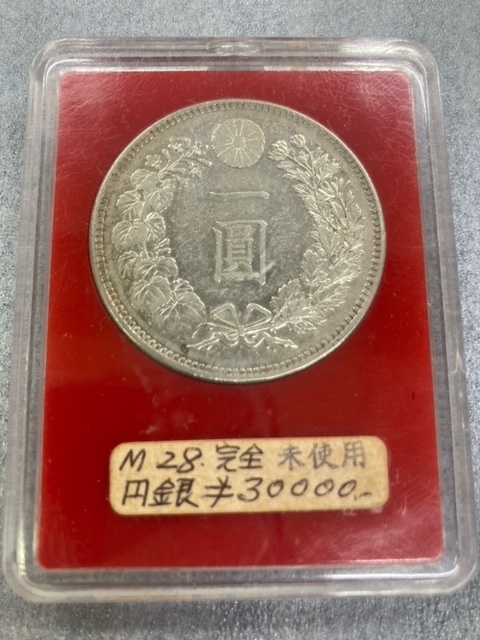 一
圓
M 28. 完全 未使用
円銀 ¥30000.-